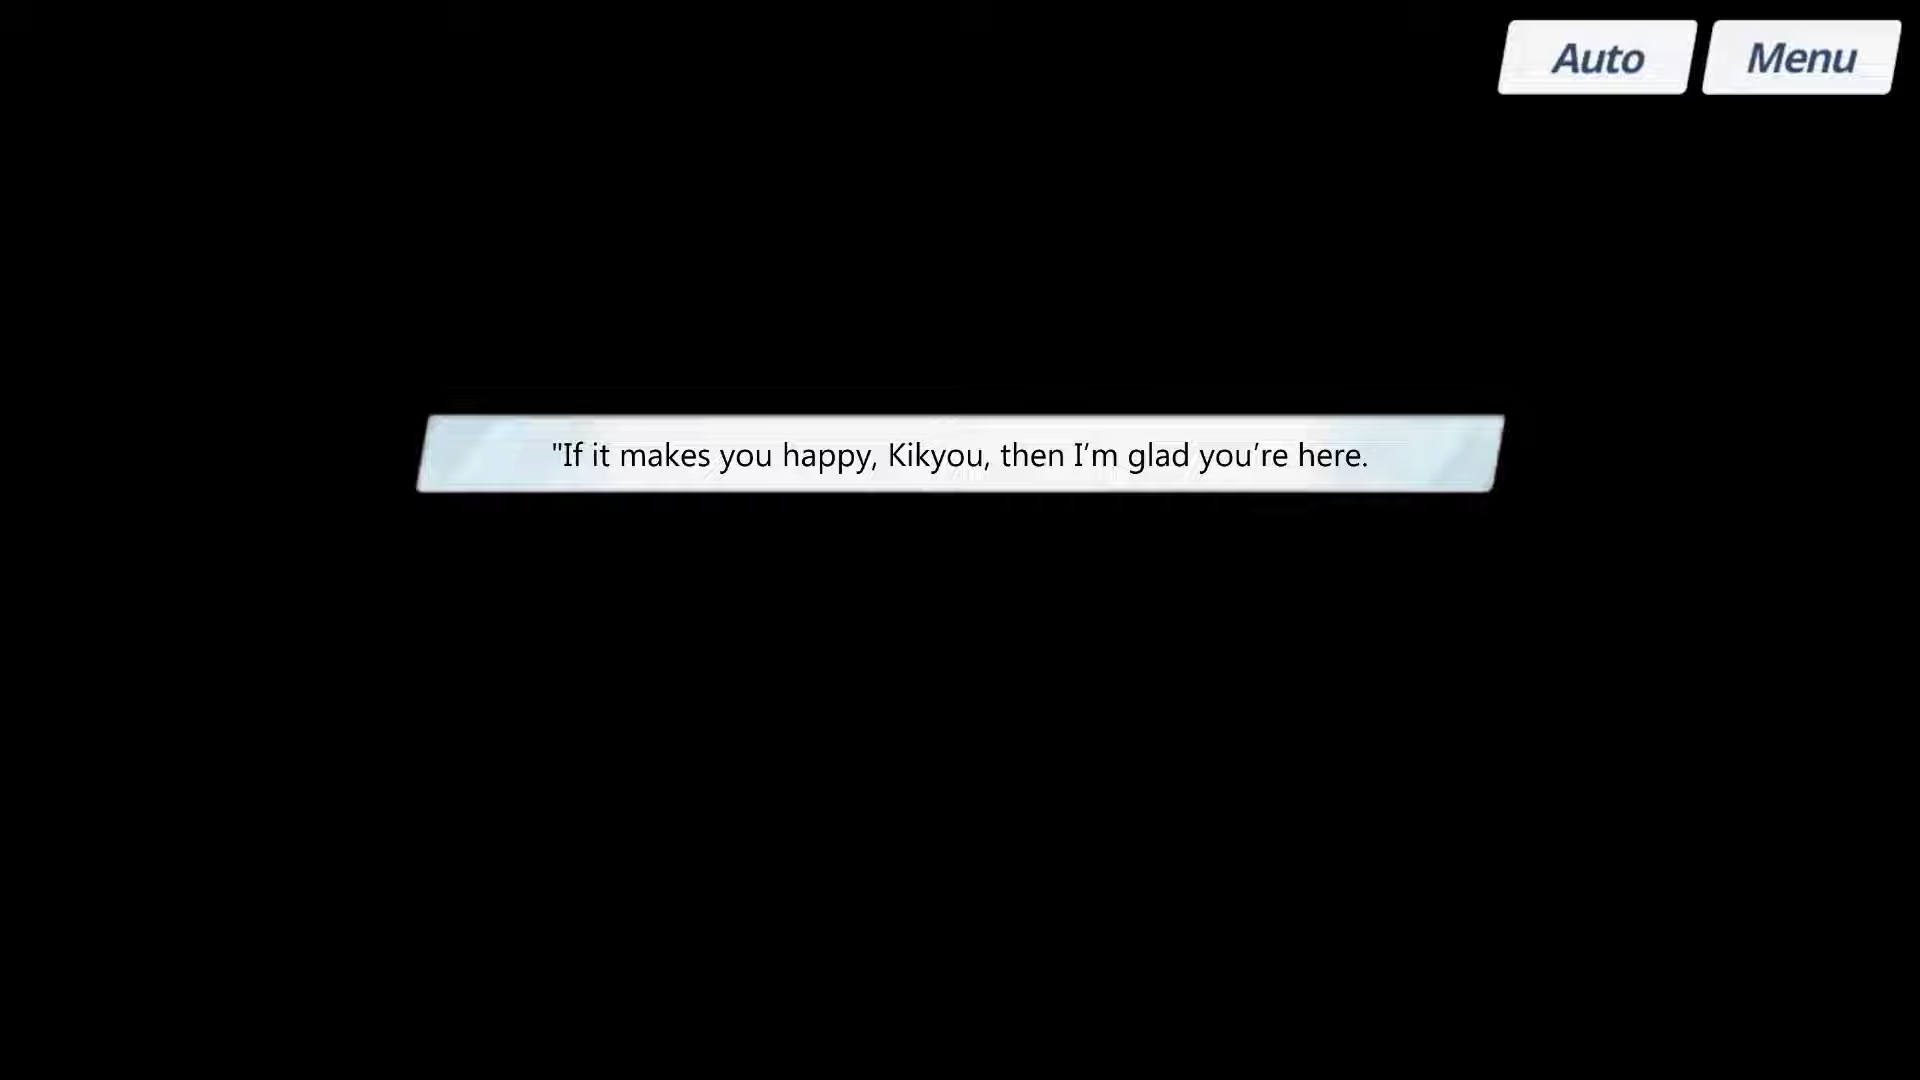 Auto Menu
"If it makes you happy, Kikyou, then I’m glad you’re here.